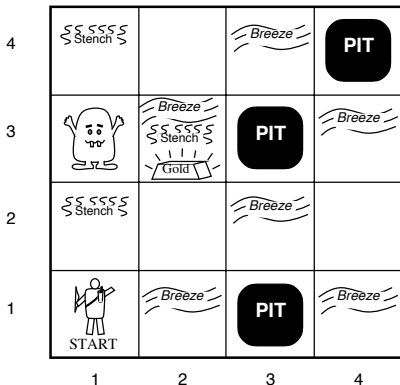 4
Stench
Breeze
PIT
3
Breeze
Stench
Gold
PIT
Breeze
2
Stench
Breeze
1
START
Breeze
PIT
Breeze
1 2 3 4